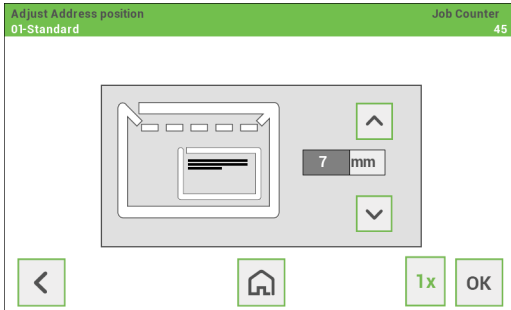 Adjust Address position
Job Counter
01-Standard
45
7 mm
1x
OK